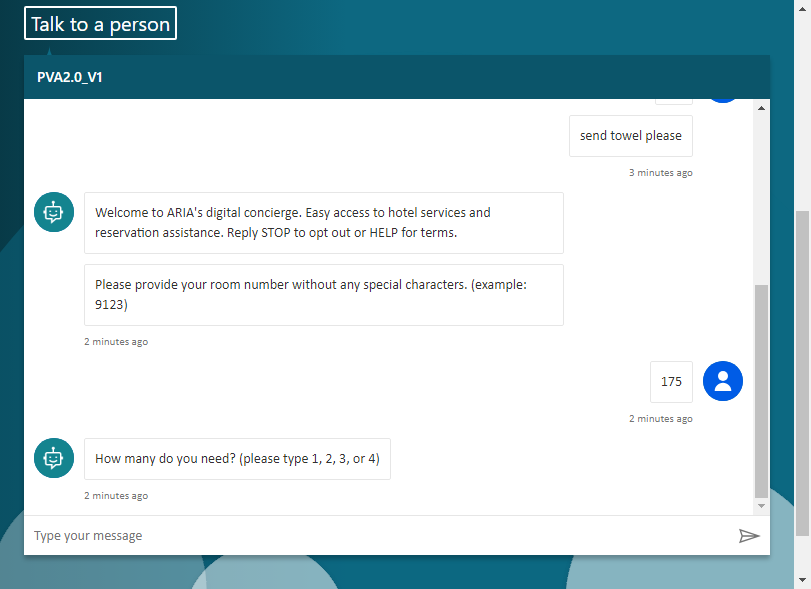 Talk to a person
PVA2.0_V1
send towel please
3 minutes ago
Welcome to ARIA's digital concierge. Easy access to hotel services and
reservation assistance. Reply STOP to opt out or HELP for terms.
Please provide your room number without any special characters. (example:
9123)
2 minutes ago
175
2 minutes ago
How many do you need? (please type 1, 2, 3, or 4)
2 minutes ago
Type your message